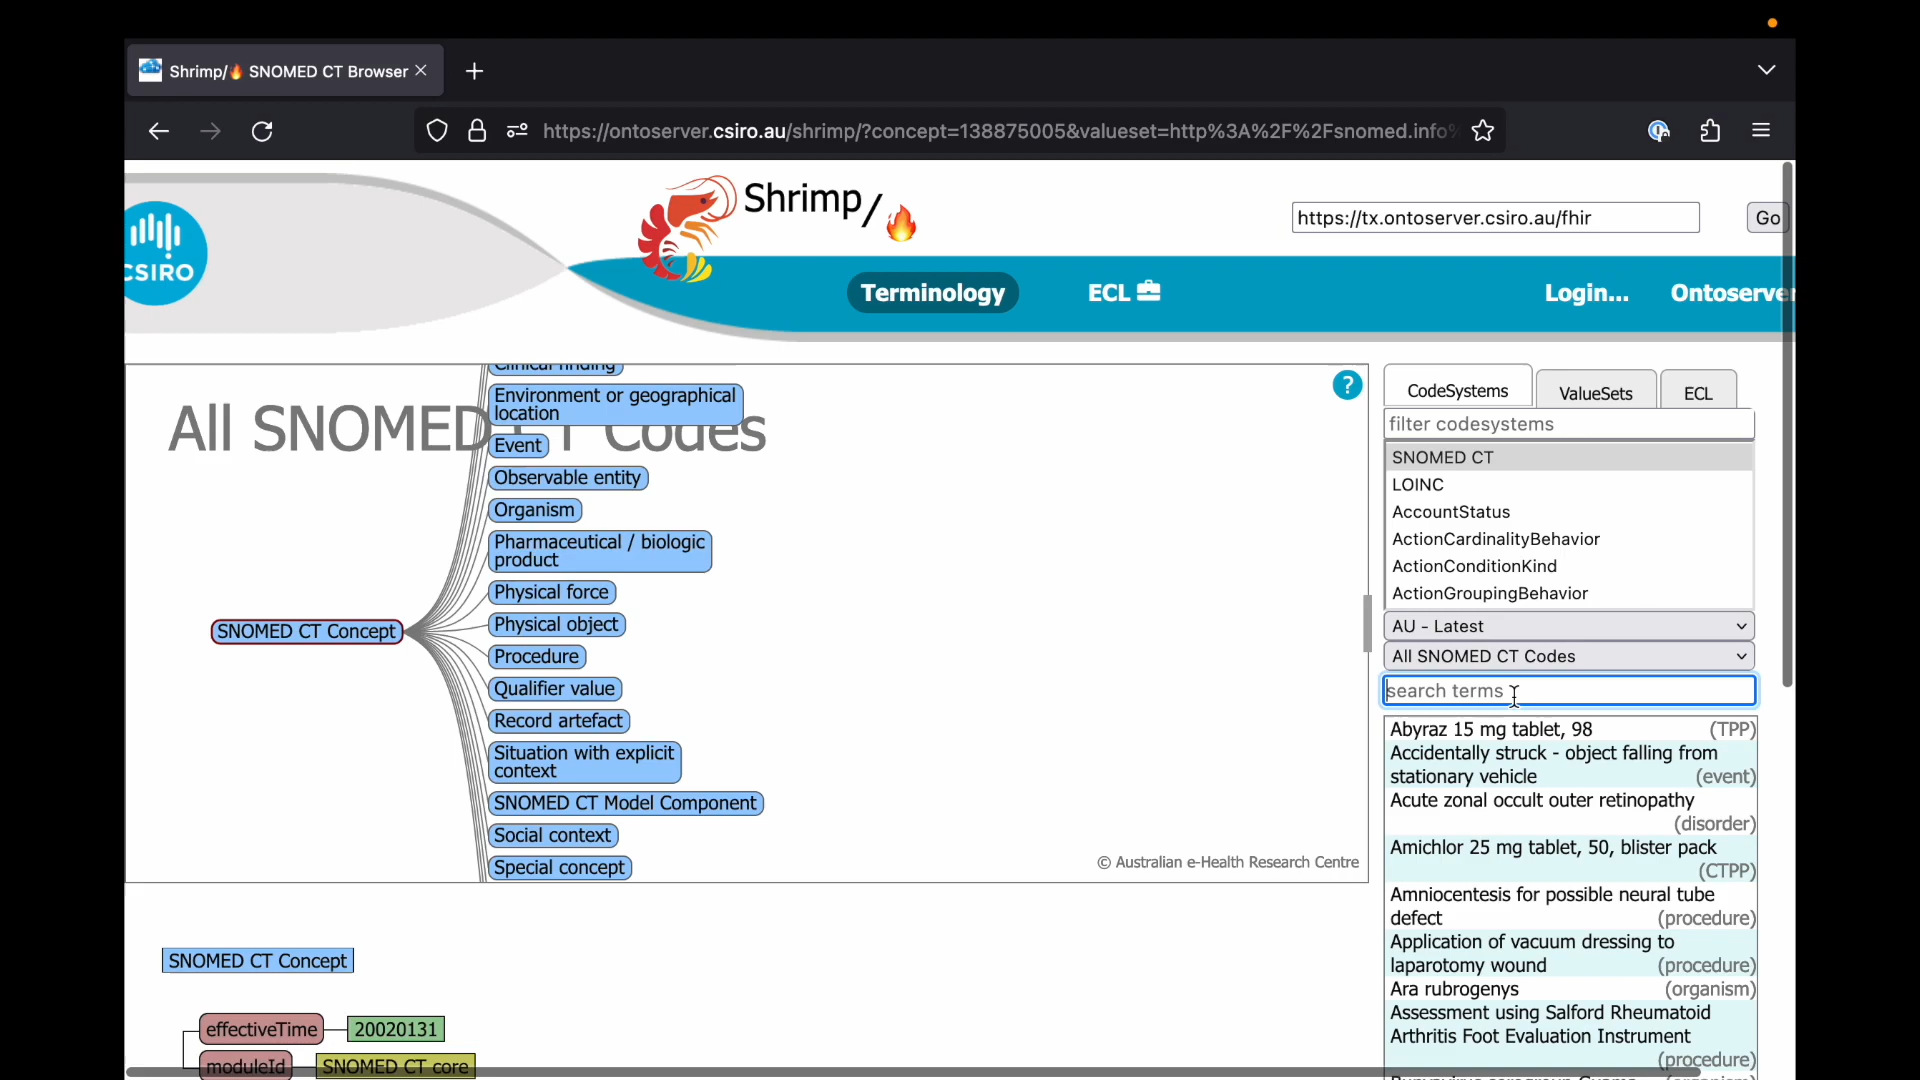 Shrimp/🔥 SNOMED CT Browser
https://ontoserver.csiro.au/shrimp/?concept=138875005&valueset=http%3A%2F%2Fsnomed.info%
CSIRO
Shrimp/🔥
https://tx.ontoserver.csiro.au/fhir
Go
Terminology
ECL
Login...
Ontoserver
All SNOMED CT Codes
Clinical finding
Environment or geographical
location
Event
Observable entity
Organism
Pharmaceutical / biologic
product
Physical force
Physical object
SNOMED CT Concept
Procedure
Qualifier value
Record artefact
Situation with explicit
context
SNOMED CT Model Component
Social context
Special concept
?
© Australian e-Health Research Centre
CodeSystems
ValueSets
ECL
filter codesystems
SNOMED CT
LOINC
AccountStatus
ActionCardinalityBehavior
ActionConditionKind
ActionGroupingBehavior
AU - Latest
All SNOMED CT Codes
search terms
Abyraz 15 mg tablet, 98 (TPP)
Accidentally struck - object falling from
stationary vehicle (event)
Acute zonal occult outer retinopathy
(disorder)
Amichlor 25 mg tablet, 50, blister pack
(CTPP)
Amniocentesis for possible neural tube
defect (procedure)
Application of vacuum dressing to
laparotomy wound (procedure)
Ara rubrogenys (organism)
Assessment using Salford Rheumatoid
Arthritis Foot Evaluation Instrument
(procedure)
SNOMED CT Concept
effectiveTime
20020131
moduleId
SNOMED CT core